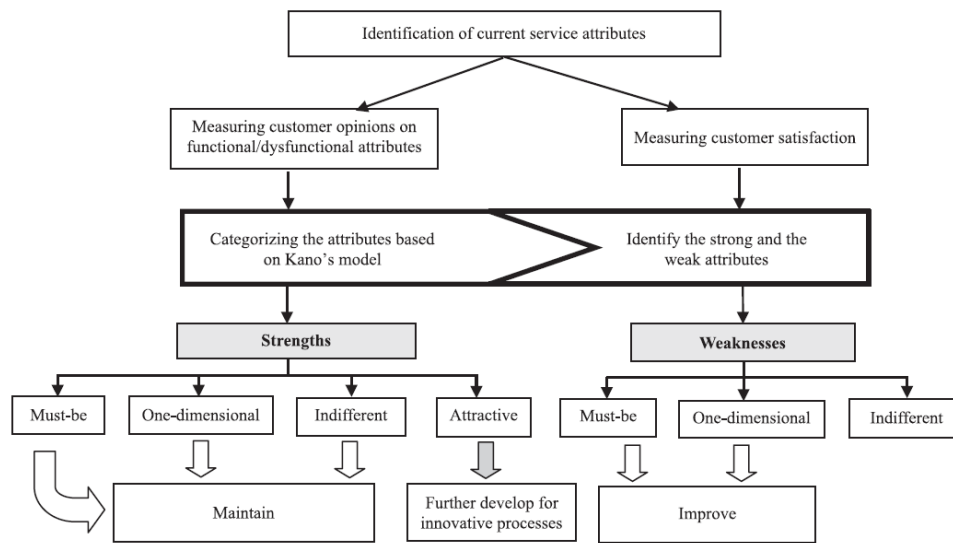 Identification of current service attributes
Measuring customer opinions on
functional/dysfunctional attributes
Measuring customer satisfaction
Categorizing the attributes based
on Kano’s model
Identify the strong and the
weak attributes
Strengths
Weaknesses
Must-be
One-dimensional
Indifferent
Attractive
Must-be
One-dimensional
Indifferent
Maintain
Further develop for
innovative processes
Improve